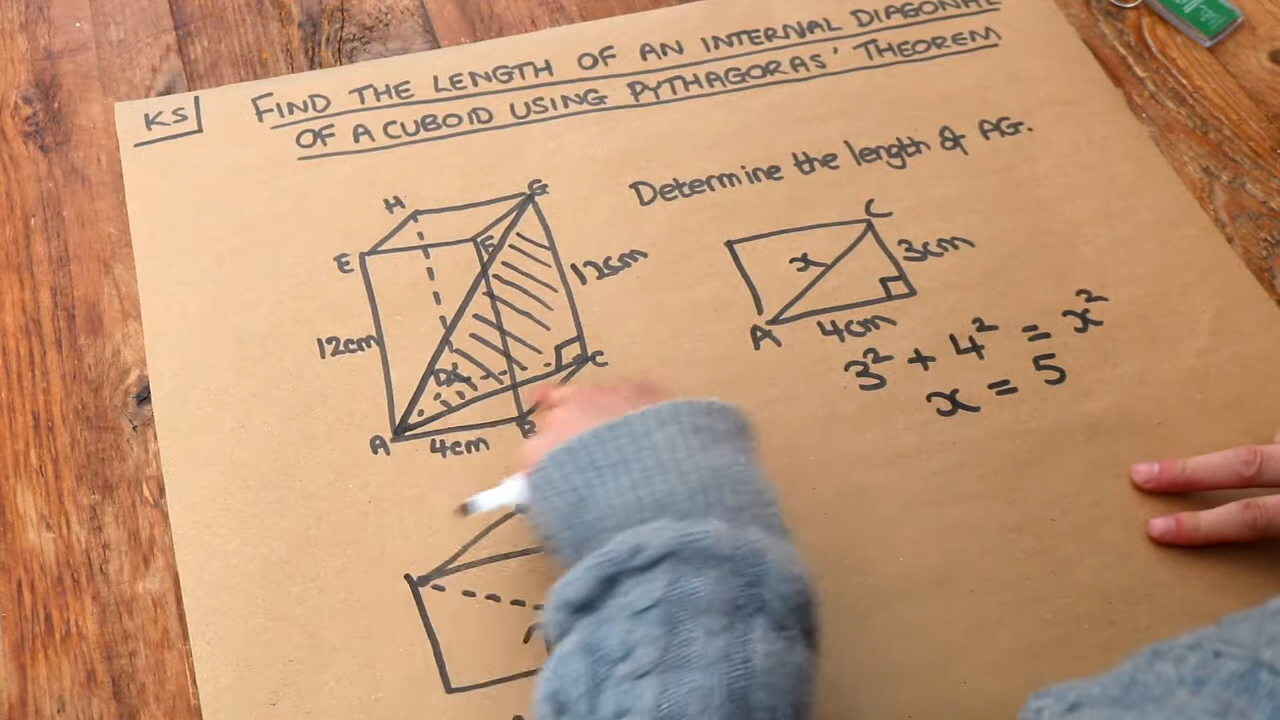 KS
FIND THE LENGTH OF AN INTERNAL DIAGONAL
OF A CUBOID USING PYTHAGORAS' THEOREM
Determine the length of AG.
H
G
E
F
12cm
12cm
D
C
A
4cm
B
C
x
3cm
A
4cm
3² + 4² = x²
x = 5